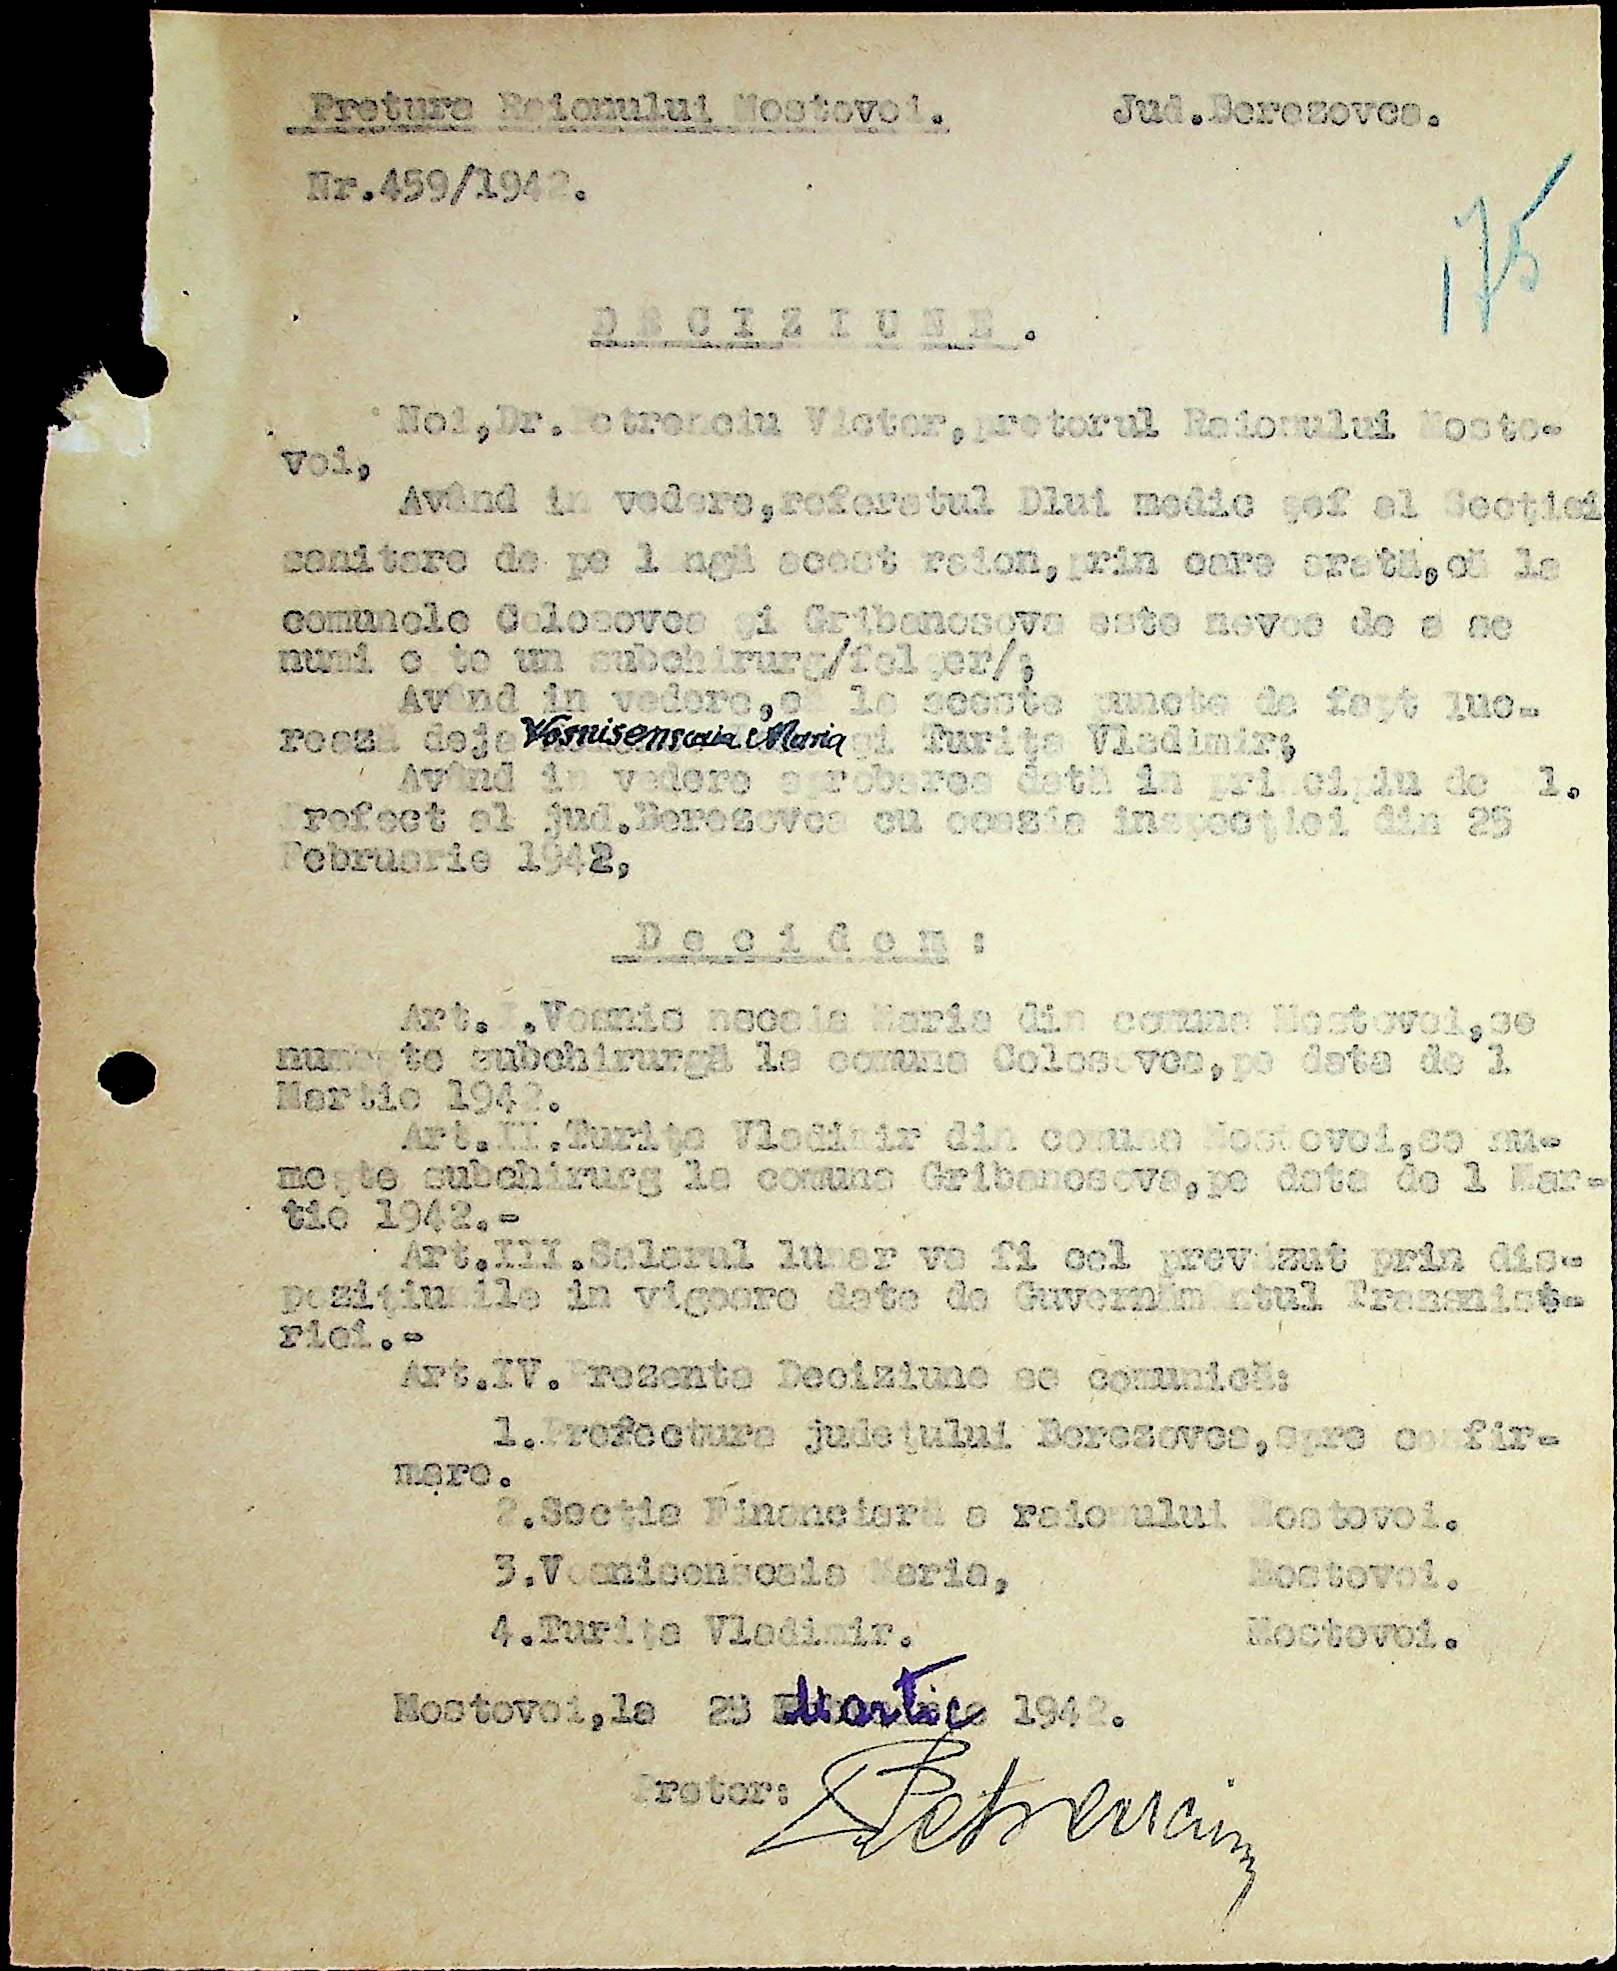 Pretura Raionului Mostovoi. Jud.Berezovca.
Nr.459/1942.
175
DECIZIUNE.
Noi,Dr.Petrenciu Victor,pretorul Raionului Mosto-
voi,
Având in vedere,referatul Dlui medic şef al Secţiei
sanitare de pe lângă acest raion,prin care arată,că la
comunele Colosovca şi Gribanosova este nevoe de a se
numi câte un subchirurg/felşer/;
Având in vedere,că la aceste puncte de fapt luc-
rează deja Vosnisenscaia Maria şi Turiţa Vladimir;
Având in vedere aprobarea dată in principiu de Dl.
Prefect al jud.Berezovca cu ocazia inspecţiei din 25
Februarie 1942,
Decidem:
Art.I.Vosnisenscaia Maria din comuna Mostovoi,se
numeşte subchirurgă la comuna Colosovca,pe data de 1
Martie 1942.
Art.II.Turiţa Vladimir din comuna Mostovoi,se nu-
meşte subchirurg la comuna Gribanosova,pe data de 1 Mar-
tie 1942.-
Art.III.Salarul lunar va fi cel prevăzut prin dis-
poziţiunile in vigoare date de Guvernământul Transnist-
riei.-
Art.IV.Prezenta Deciziune se comunică:
1.Prefectura judeţului Berezovca,spre confir-
mare.
2.Secţia Financiară a raionului Mostovoi.
3.Vosnisenscaia Maria, Mostovoi.
4.Turiţa Vladimir. Mostovoi.
Mostovoi,la 28 Martie 1942.
Pretor: Petrenciu